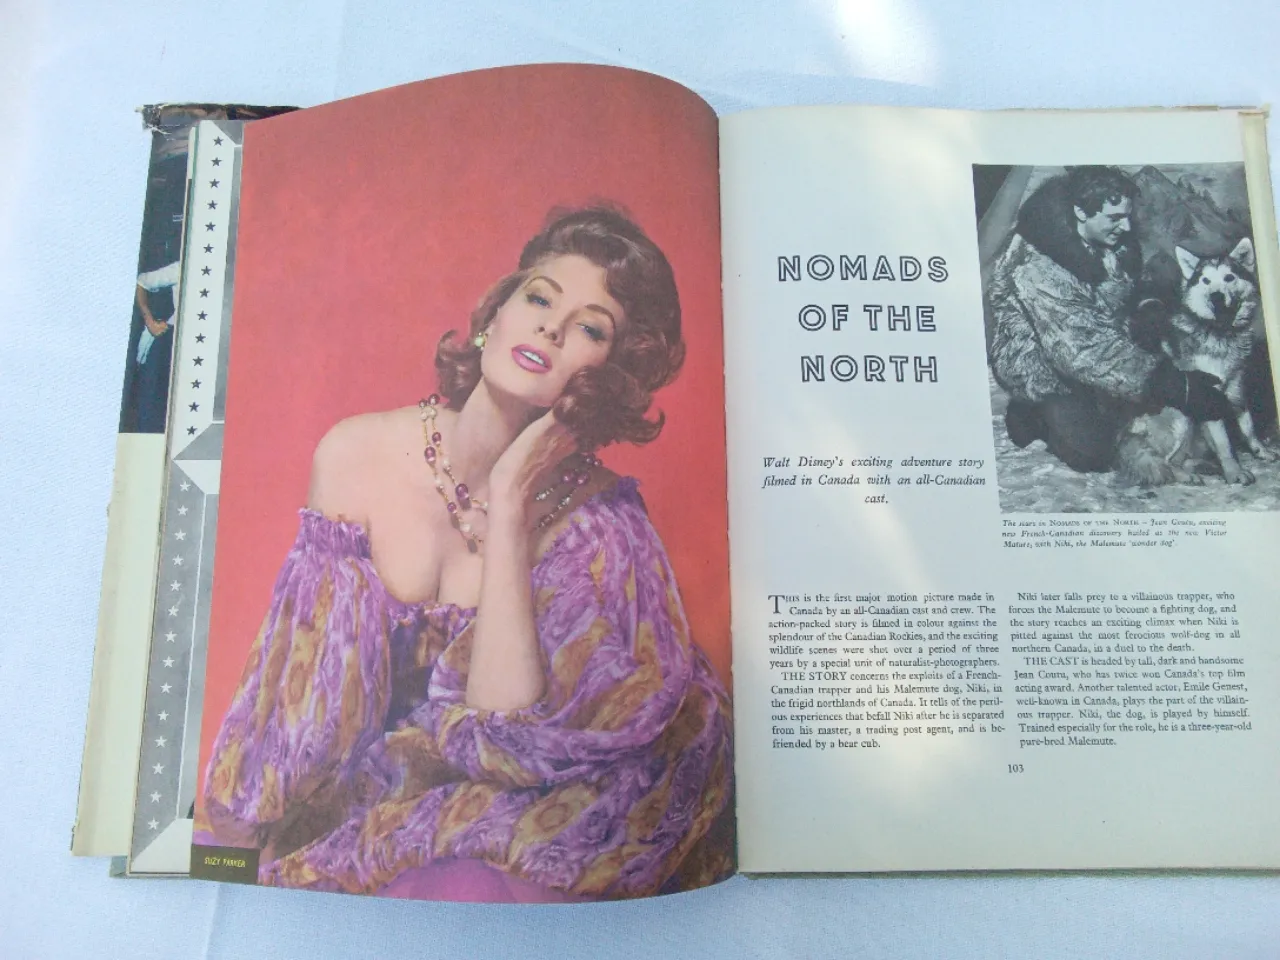 SUZY PARKER
NOMADS
OF THE
NORTH
Walt Disney's exciting adventure story
filmed in Canada with an all-Canadian
cast.
The stars in NOMADS OF THE NORTH – Jean Coutu, exciting
new French-Canadian discovery hailed as the new Victor
Mature, with Niki, the Malemute 'wonder dog'.
THIS is the first major motion picture made in
Canada by an all-Canadian cast and crew. The
action-packed story is filmed in colour against the
splendour of the Canadian Rockies, and the exciting
wildlife scenes were shot over a period of three
years by a special unit of naturalist-photographers.
THE STORY concerns the exploits of a French-
Canadian trapper and his Malemute dog, Niki, in
the frigid northlands of Canada. It tells of the peril-
ous experiences that befall Niki after he is separated
from his master, a trading post agent, and is be-
friended by a bear cub.
Niki later falls prey to a villainous trapper, who
forces the Malemute to become a fighting dog, and
the story reaches an exciting climax when Niki is
pitted against the most ferocious wolf-dog in all
northern Canada, in a duel to the death.
THE CAST is headed by tall, dark and handsome
Jean Coutu, who has twice won Canada's top film
acting award. Another talented actor, Emile Genest,
well-known in Canada, plays the part of the villain-
ous trapper. Niki, the dog, is played by himself.
Trained especially for the role, he is a three-year-old
pure-bred Malemute.
103